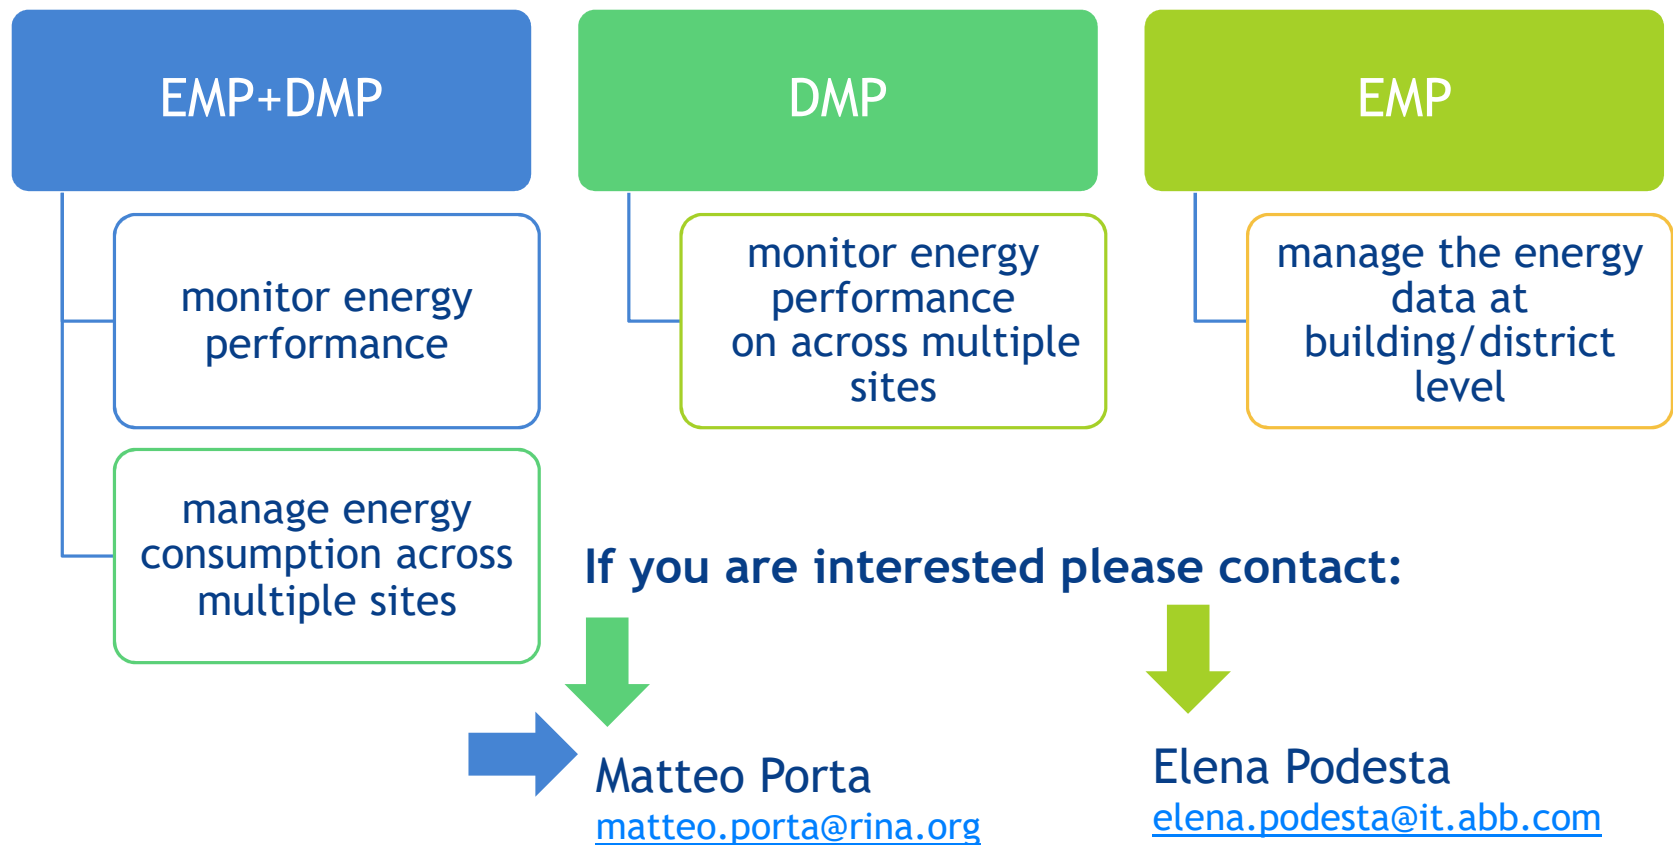 EMP+DMP
monitor energy
performance
manage energy
consumption across
multiple sites
DMP
monitor energy
performance
on across multiple
sites
EMP
manage the energy
data at
building/district
level
If you are interested please contact:
Matteo Porta
matteo.porta@rina.org
Elena Podesta
elena.podesta@it.abb.com